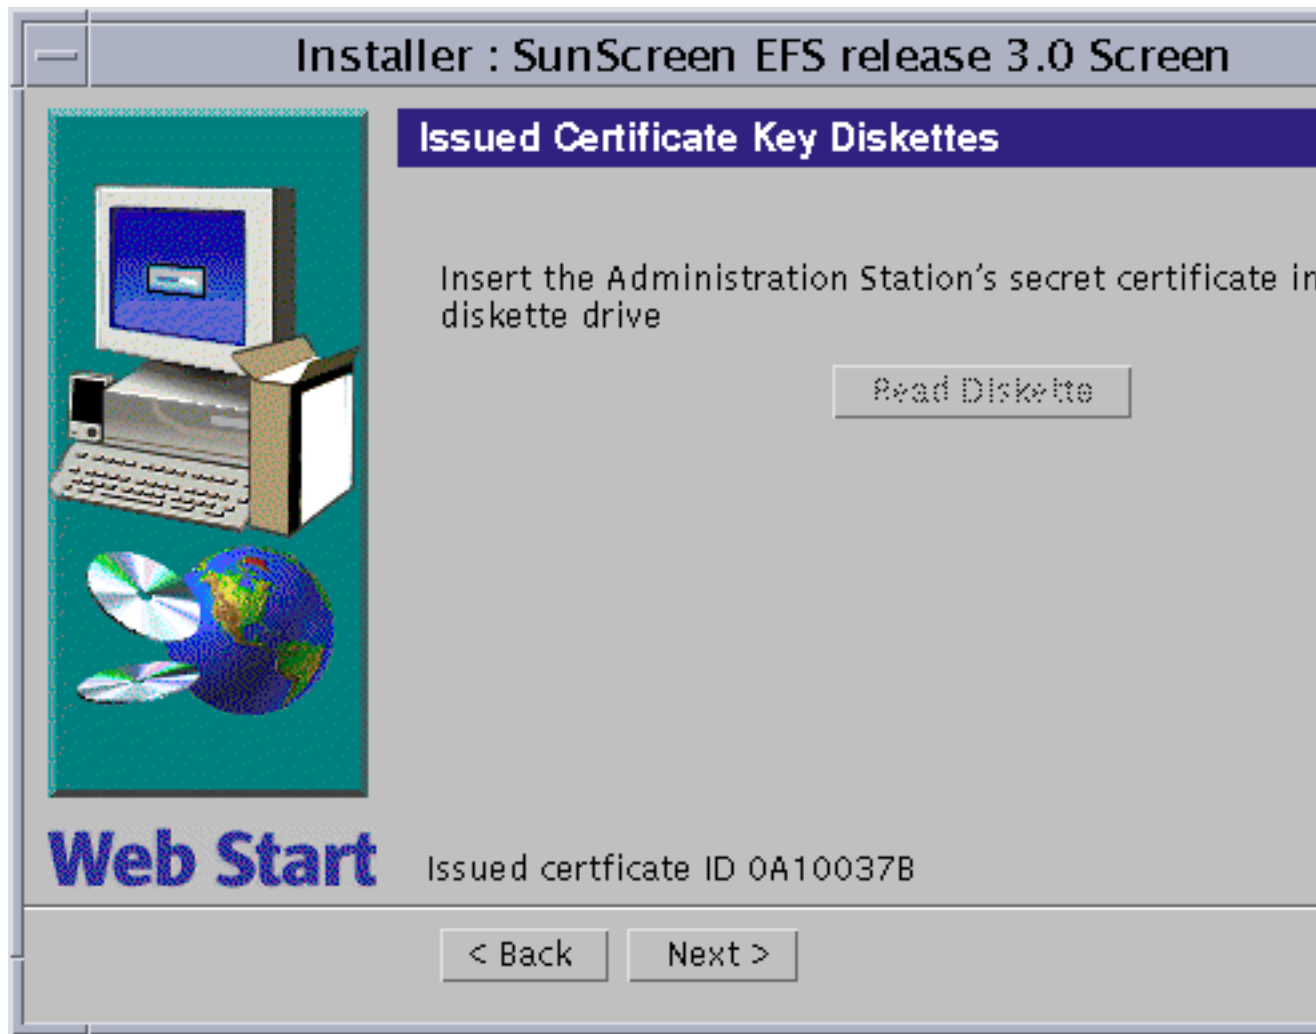 Installer : SunScreen EFS release 3.0 Screen
Issued Certificate Key Diskettes
Insert the Administration Station's secret certificate in
diskette drive
Read Diskette
Web Start
Issued certficate ID 0A10037B
< Back
Next >